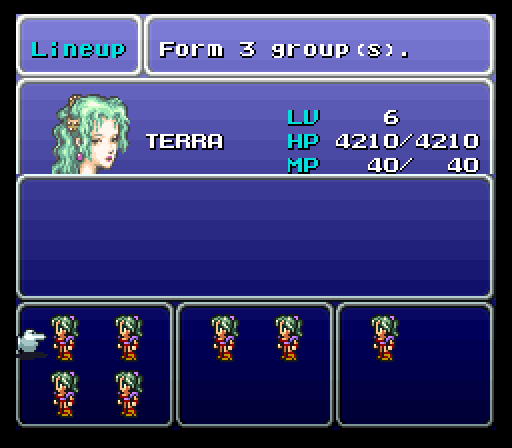 Lineup
Form 3 group(s).
LV 6
TERRA HP 4210/4210
MP 40/ 40